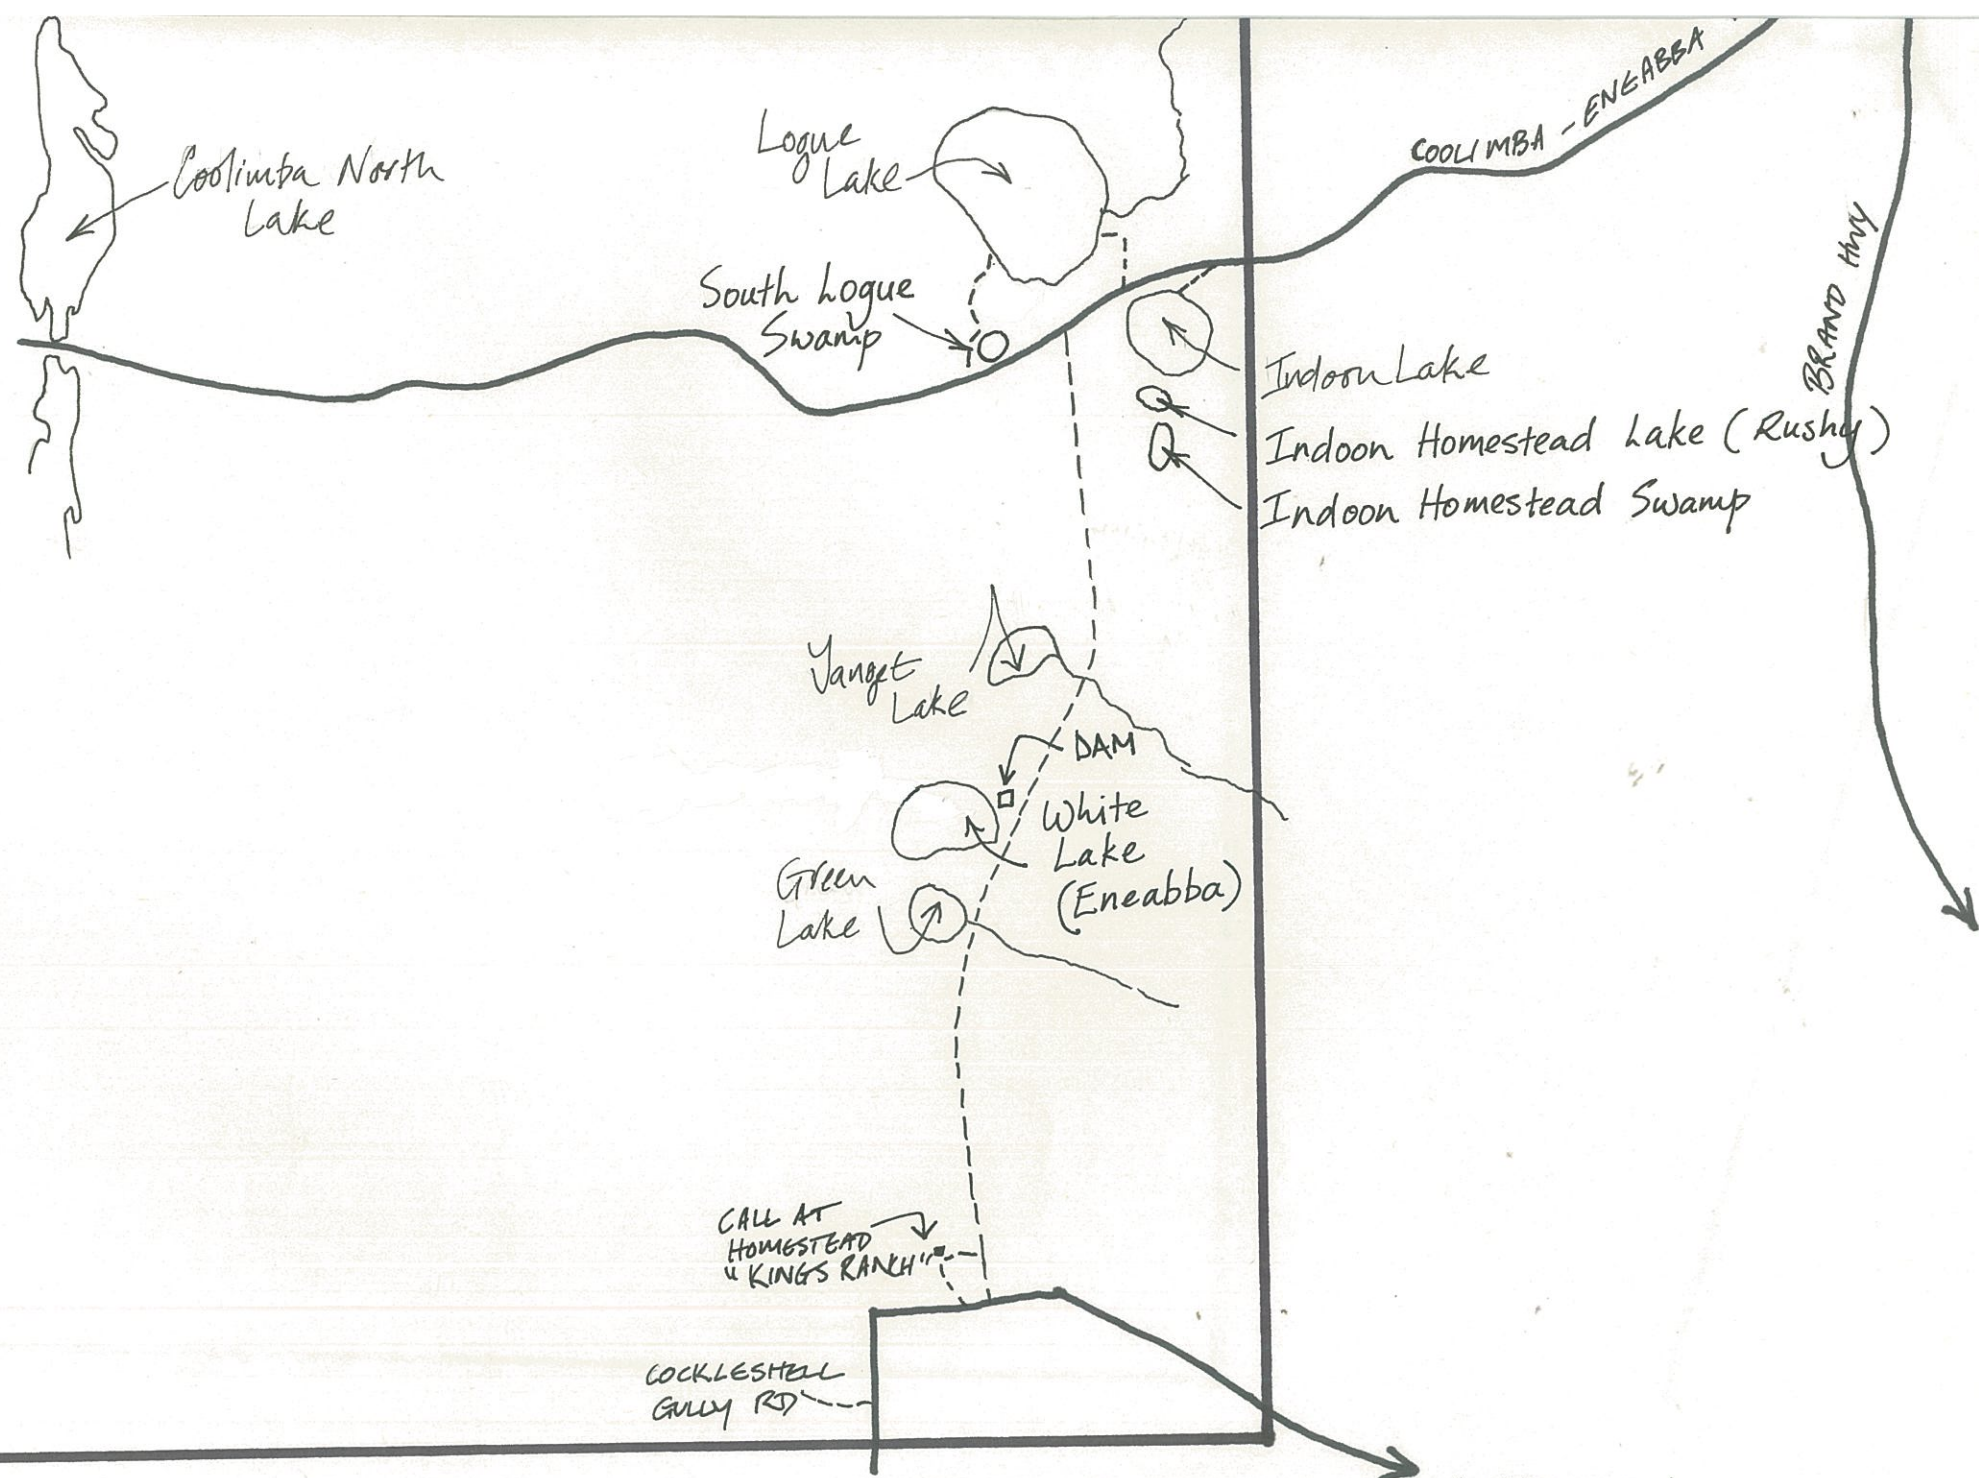 COOLIMBA - ENEABBA
Logue
Lake
Coolimba North
Lake
BRAND HWY
South Logue
Swamp
Indoon Lake
Indoon Homestead Lake (Rushy)
Indoon Homestead Swamp
Yanget
Lake
DAM
White
Lake
(Eneabba)
Green
Lake
CALL AT
HOMESTEAD
"KINGS RANCH"
COCKLESHELL
GULLY RD